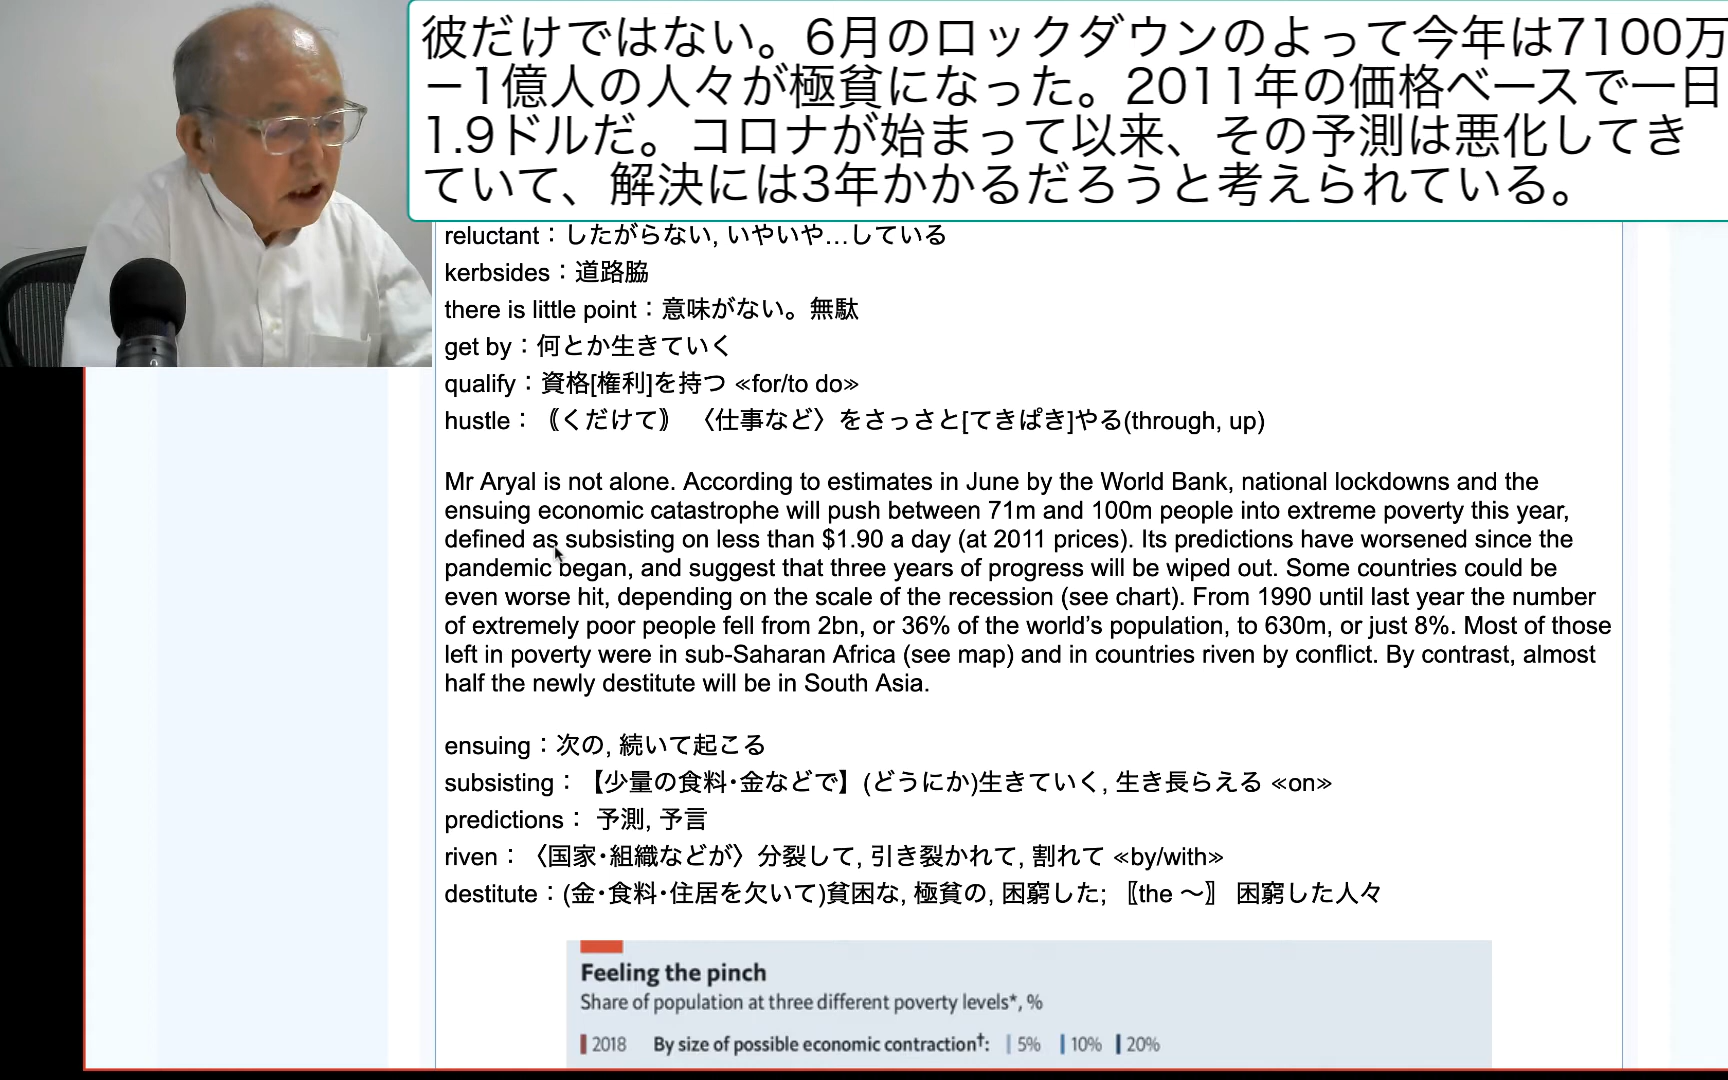 彼だけではない。6月のロックダウンのよって今年は7100万
ー1億人の人々が極貧になった。2011年の価格ベースで一日
1.9ドルだ。コロナが始まって以来、その予測は悪化してき
ていて、解決には3年かかるだろうと考えられている。
reluctant：したがらない, いやいや…している
kerbsides：道路脇
there is little point：意味がない。無駄
get by：何とか生きていく
qualify：資格[権利]を持つ ≪for/to do≫
hustle：｟くだけて｠ 〈仕事など〉をさっさと[てきぱき]やる(through, up)
Mr Aryal is not alone. According to estimates in June by the World Bank, national lockdowns and the
ensuing economic catastrophe will push between 71m and 100m people into extreme poverty this year,
defined as subsisting on less than $1.90 a day (at 2011 prices). Its predictions have worsened since the
pandemic began, and suggest that three years of progress will be wiped out. Some countries could be
even worse hit, depending on the scale of the recession (see chart). From 1990 until last year the number
of extremely poor people fell from 2bn, or 36% of the world’s population, to 630m, or just 8%. Most of those
left in poverty were in sub-Saharan Africa (see map) and in countries riven by conflict. By contrast, almost
half the newly destitute will be in South Asia.
ensuing：次の, 続いて起こる
subsisting：【少量の食料･金などで】(どうにか)生きていく, 生き長らえる ≪on≫
predictions： 予測, 予言
riven：〈国家･組織などが〉分裂して, 引き裂かれて, 割れて ≪by/with≫
destitute：(金･食料･住居を欠いて)貧困な, 極貧の, 困窮した; 〖the 〜〗 困窮した人々
Feeling the pinch
Share of population at three different poverty levels*, %
2018 By size of possible economic contraction†: 5% 10% 20%